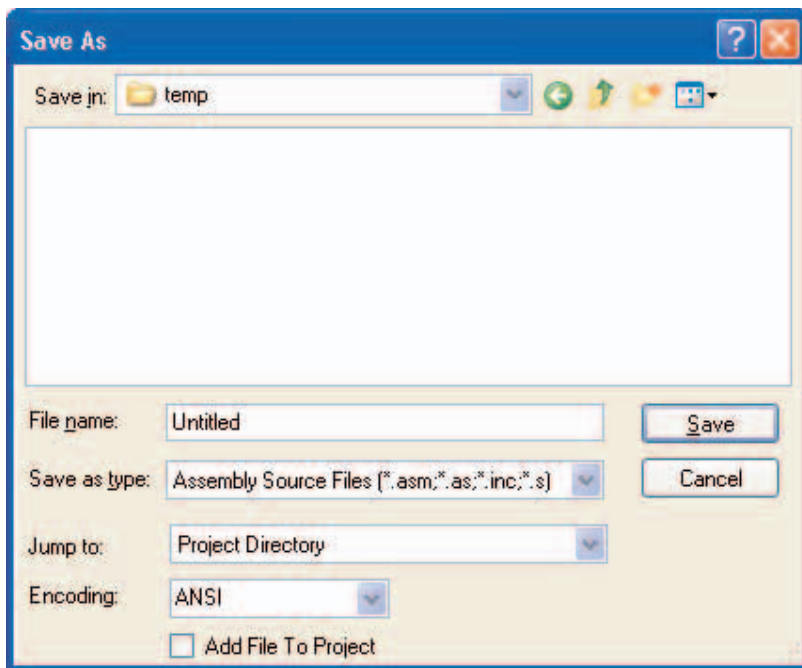 Save As
Save in: temp
File name: Untitled Save
Save as type: Assembly Source Files (*.asm;*.as;*.inc;*.s) Cancel
Jump to: Project Directory
Encoding: ANSI
Add File To Project